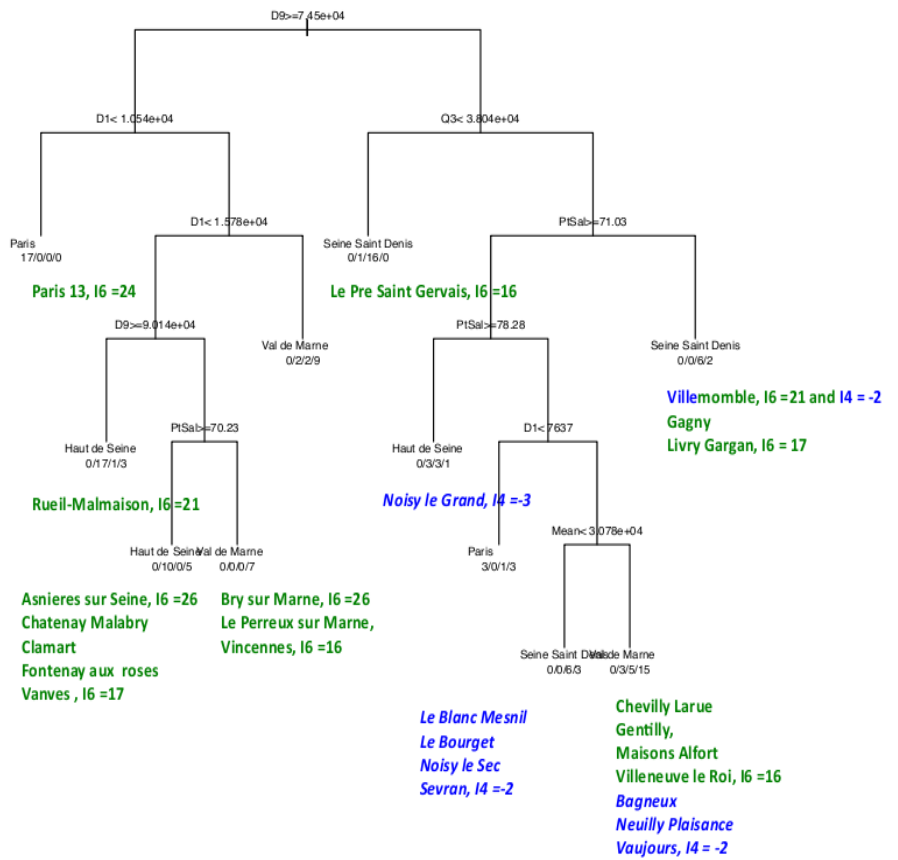 D9>=7.45e+04
D1< 1.054e+04
Q3< 3.804e+04
Paris
17/0/0/0
D1< 1.578e+04
Seine Saint Denis
0/1/16/0
PtSal>=71.03
Paris 13, I6 =24
Le Pre Saint Gervais, I6 =16
D9>=9.014e+04
Val de Marne
0/2/2/9
PtSal>=78.28
Seine Saint Denis
0/0/6/2
Villemomble, I6 =21 and I4 = -2
Gagny
Livry Gargan, I6 = 17
Haut de Seine
0/17/1/3
PtSal>=70.23
Haut de Seine
0/3/3/1
D1< 7637
Rueil-Malmaison, I6 =21
Noisy le Grand, I4 =-3
Haut de Seine
0/10/0/5
Val de Marne
0/0/0/7
Paris
3/0/1/3
Mean< 3.078e+04
Asnieres sur Seine, I6 =26
Chatenay Malabry
Clamart
Fontenay aux roses
Vanves , I6 =17
Bry sur Marne, I6 =26
Le Perreux sur Marne,
Vincennes, I6 =16
Seine Saint Denis
0/0/6/3
Val de Marne
0/3/5/15
Le Blanc Mesnil
Le Bourget
Noisy le Sec
Sevran, I4 =-2
Chevilly Larue
Gentilly,
Maisons Alfort
Villeneuve le Roi, I6 =16
Bagneux
Neuilly Plaisance
Vaujours, I4 = -2